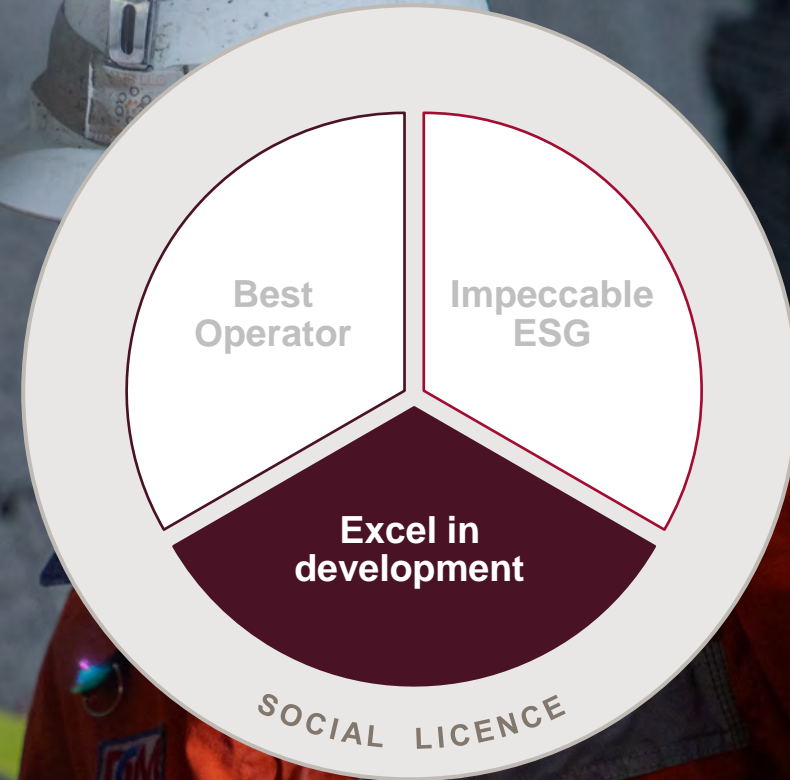 Best
Operator
Impeccable
ESG
Excel in
development
SOCIAL LICENCE